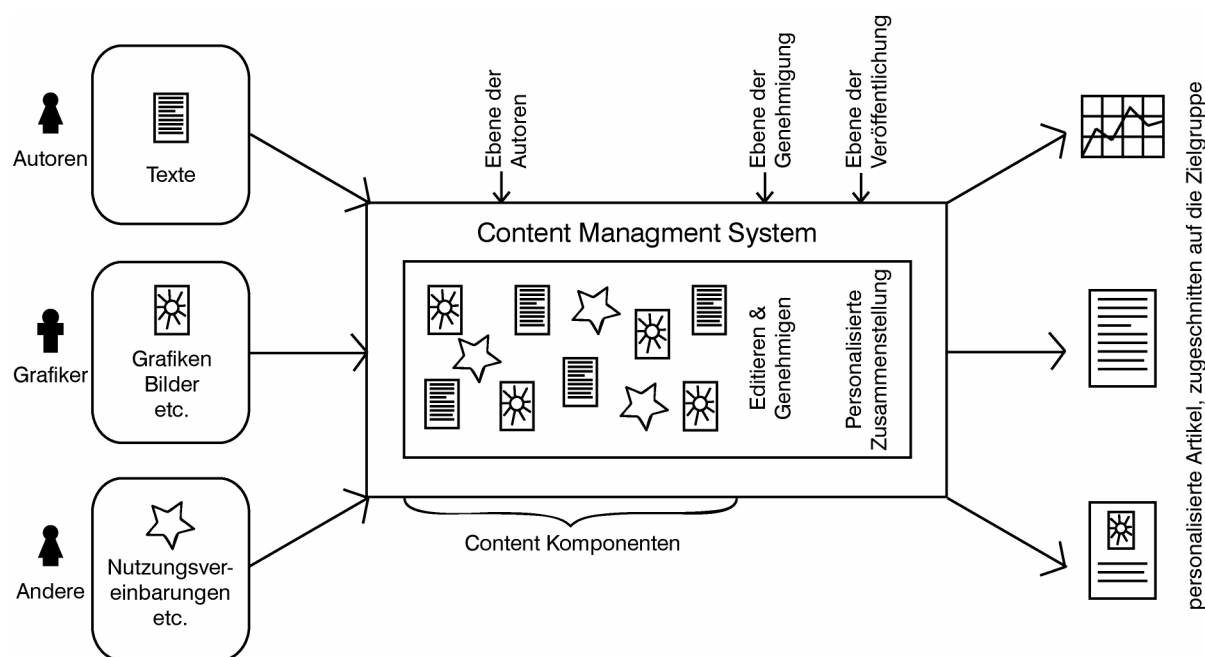 Autoren
Texte
Grafiker
Grafiken
Bilder
etc.
Andere
Nutzungsver-
einbarungen
etc.
Ebene der
Autoren
Ebene der
Genehmigung
Ebene der
Veröffentlichung
Content Managment System
Editieren &
Genehmigen
Personalisierte
Zusammenstellung
Content Komponenten
personalisierte Artikel, zugeschnitten auf die Zielgruppe